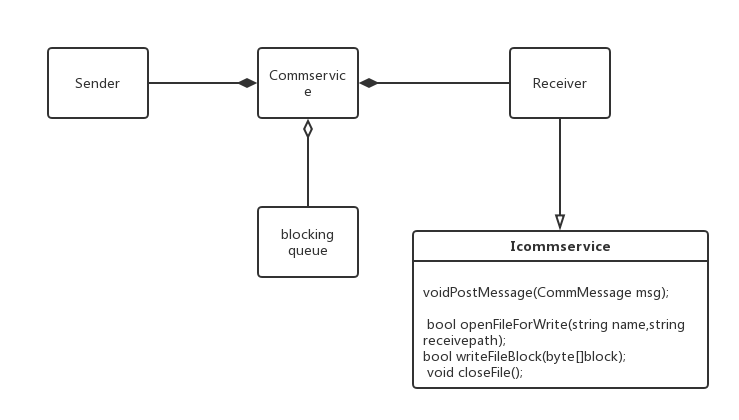 Sender
Commservic
e
Receiver
blocking
queue
Icommservice
voidPostMessage(CommMessage msg);
bool openFileForWrite(string name,string
receivepath);
bool writeFileBlock(byte[]block);
void closeFile();